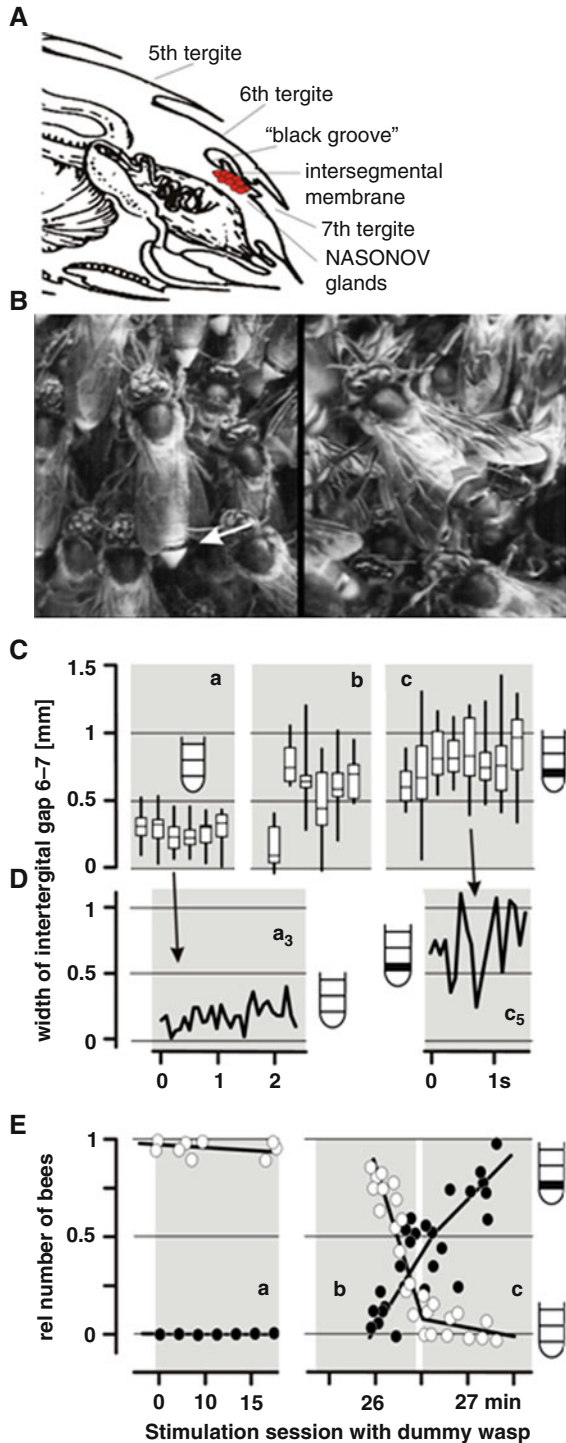 A
5th tergite
6th tergite
"black groove"
intersegmental
membrane
7th tergite
NASONOV
glands
B
C
width of intertergital gap 6–7 [mm]
1.5
1
0.5
0
a
b
c
D
1
0.5
0
a3
c5
0 1 2
0 1s
E
rel number of bees
1
0.5
0
a
b
c
0 10 15
26 27 min
Stimulation session with dummy wasp